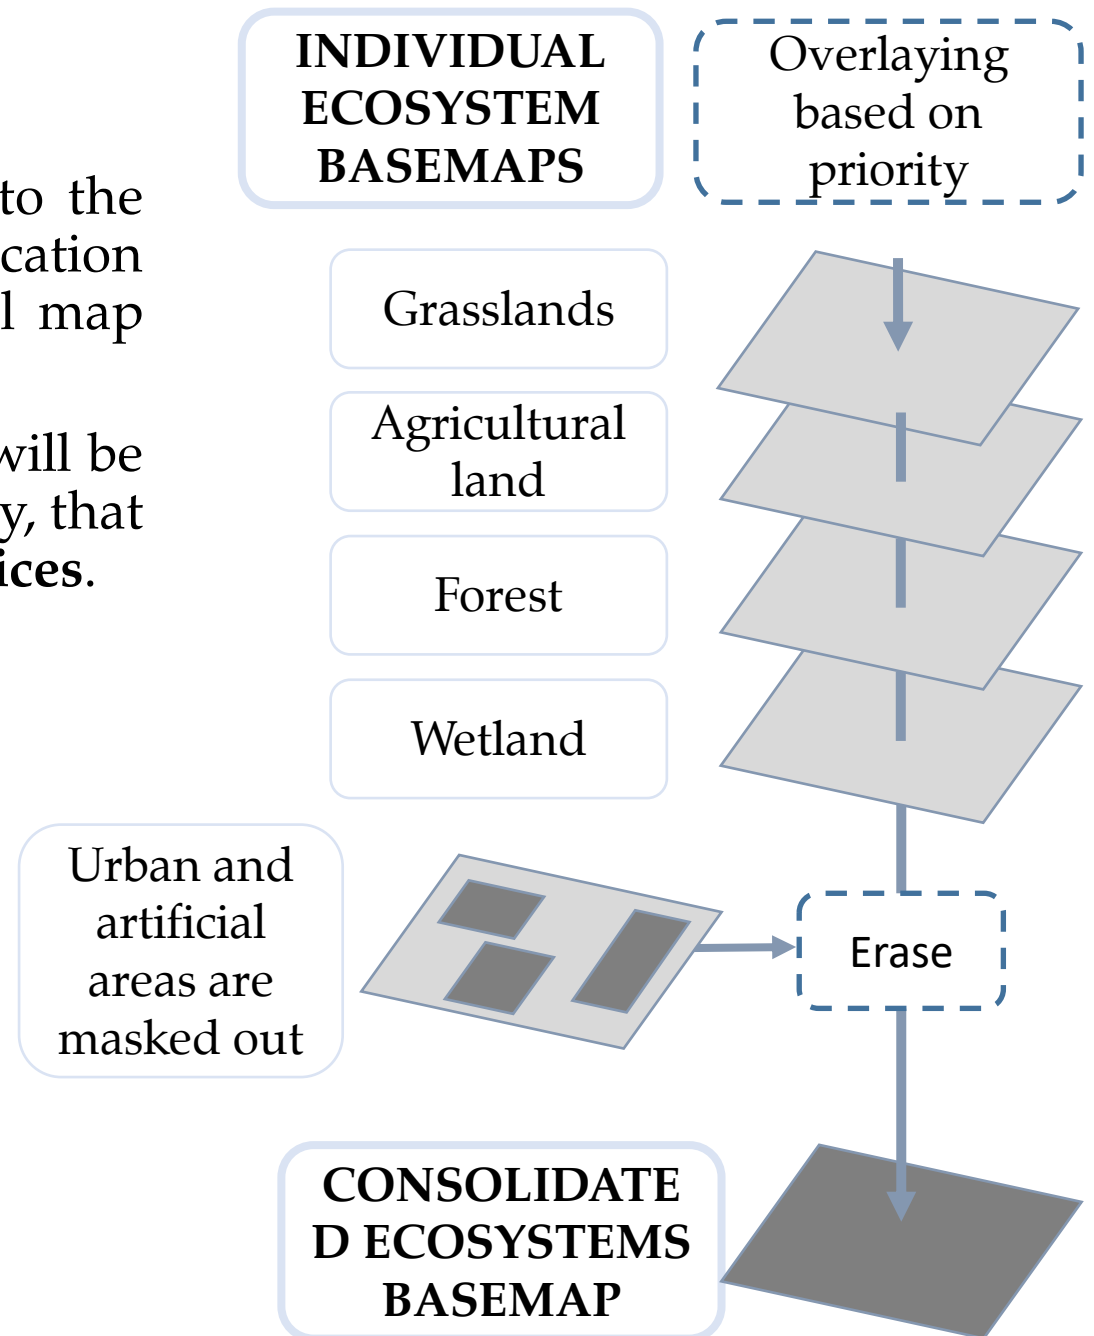 to the
cation
l map
will be
y, that
ices.
INDIVIDUAL
ECOSYSTEM
BASEMAPS
Overlaying
based on
priority
Grasslands
Agricultural
land
Forest
Wetland
Urban and
artificial
areas are
masked out
Erase
CONSOLIDATE
D ECOSYSTEMS
BASEMAP